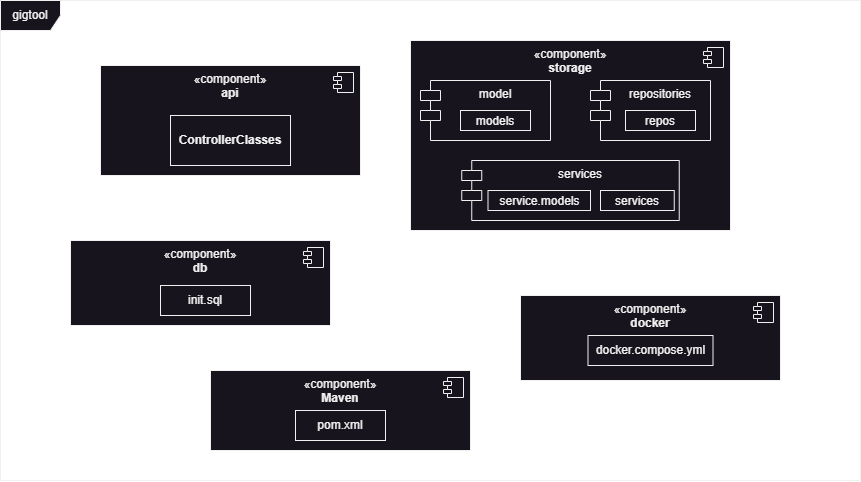 gigtool
«component»
api
ControllerClasses
«component»
storage
model
models
repositories
repos
services
service.models
services
«component»
db
init.sql
«component»
docker
docker.compose.yml
«component»
Maven
pom.xml